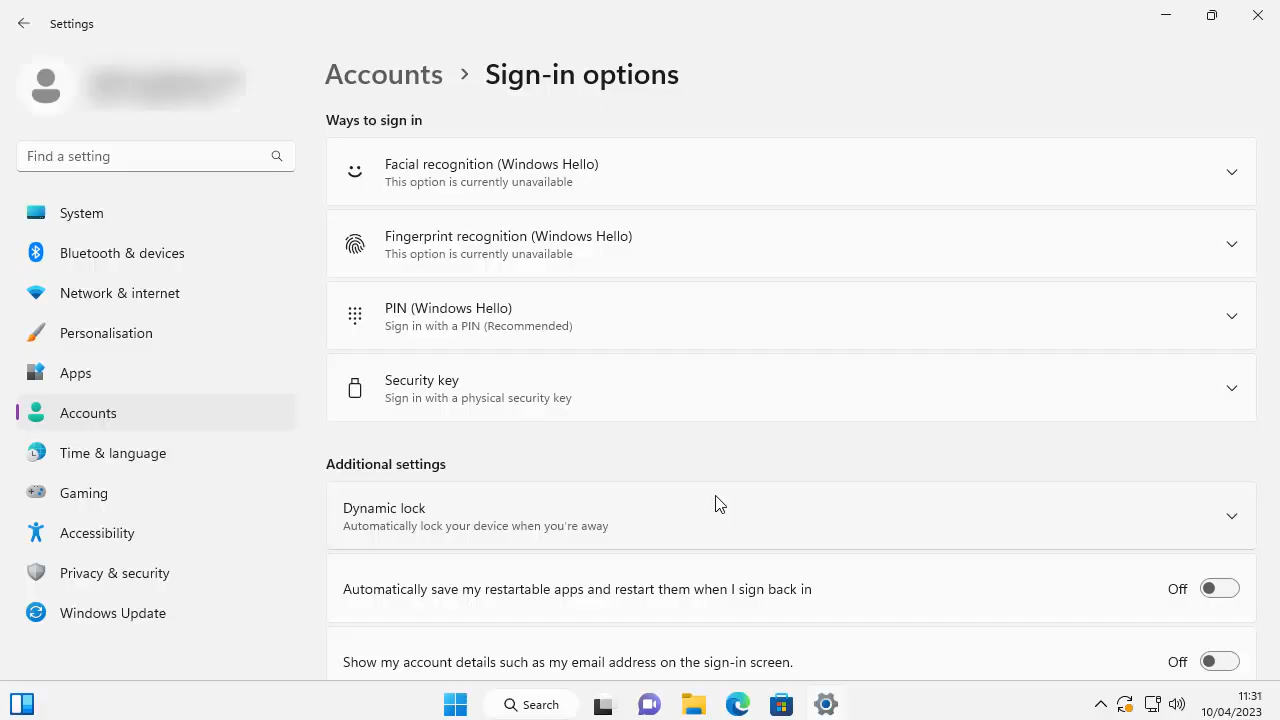 Settings
Accounts > Sign-in options
Ways to sign in
Find a setting
Facial recognition (Windows Hello)
This option is currently unavailable
Fingerprint recognition (Windows Hello)
This option is currently unavailable
PIN (Windows Hello)
Sign in with a PIN (Recommended)
Security key
Sign in with a physical security key
System
Bluetooth & devices
Network & internet
Personalisation
Apps
Accounts
Time & language
Gaming
Accessibility
Privacy & security
Windows Update
Additional settings
Dynamic lock
Automatically lock your device when you're away
Automatically save my restartable apps and restart them when I sign back in
Off
Show my account details such as my email address on the sign-in screen.
Off
Search
11:31
10/04/2023